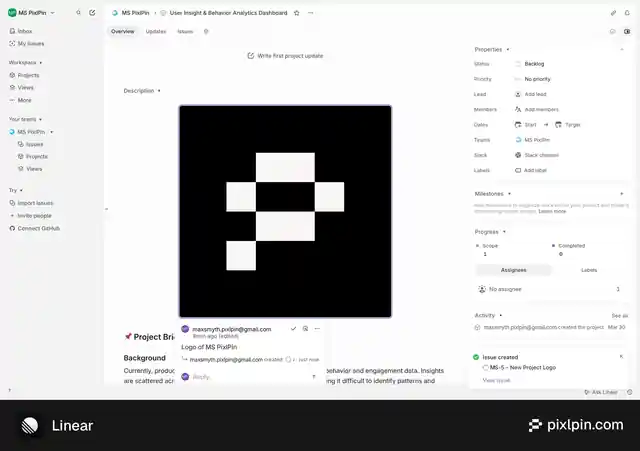 MS PixlPin
Inbox
My issues
Workspace
Projects
Views
More
Your teams
MS PixlPin
Issues
Projects
Views
Try
Import issues
Invite people
Connect GitHub
MS PixlPin › User Insight & Behavior Analytics Dashboard
Overview Updates Issues
Write first project update
Description
📌 Project Bri
Background
Currently, produ
behavior and engagement data. Insights
are scattered acr
ng it difficult to identify patterns and
maxsmyth.pixlpin@gmail.com
Logo of MS PixlPin
maxsmyth.pixlpin@gmail.com created
just now
Reply
Properties
Status Backlog
Priority No priority
Lead Add lead
Members Add members
Dates Start → Target
Teams MS PixlPin
Slack Slack channel
Labels Add label
Milestones
Learn more
Progress
Scope
1
Completed
0
Assignees Labels
No assignee 1
Activity See all
maxsmyth.pixlpin@gmail.com created the project · Mar 30
Issue created
MS-5 – New Project Logo
View issue
Ask Linear
Linear
pixlpin.com